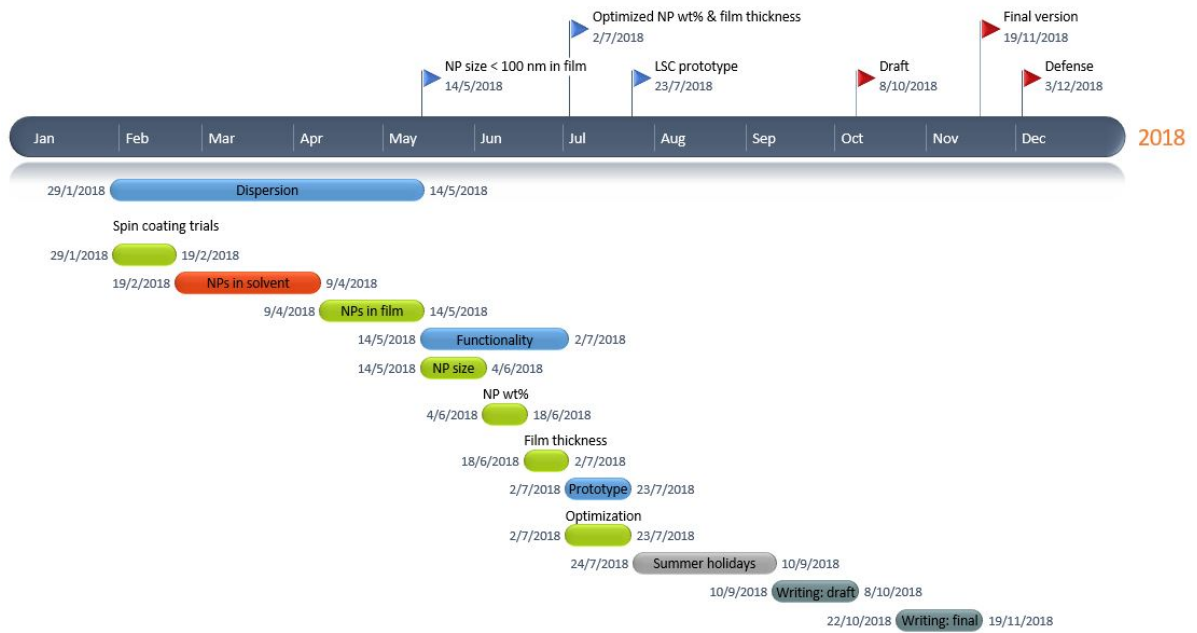 Optimized NP wt% & film thickness
2/7/2018
Final version
19/11/2018
NP size < 100 nm in film
14/5/2018
LSC prototype
23/7/2018
Draft
8/10/2018
Defense
3/12/2018
Jan Feb Mar Apr May Jun Jul Aug Sep Oct Nov Dec 2018
29/1/2018 Dispersion 14/5/2018
Spin coating trials
29/1/2018 19/2/2018
19/2/2018 NPs in solvent 9/4/2018
9/4/2018 NPs in film 14/5/2018
14/5/2018 Functionality 2/7/2018
14/5/2018 NP size 4/6/2018
NP wt%
4/6/2018 18/6/2018
Film thickness
18/6/2018 2/7/2018
2/7/2018 Prototype 23/7/2018
Optimization
2/7/2018 23/7/2018
24/7/2018 Summer holidays 10/9/2018
10/9/2018 Writing: draft 8/10/2018
22/10/2018 Writing: final 19/11/2018